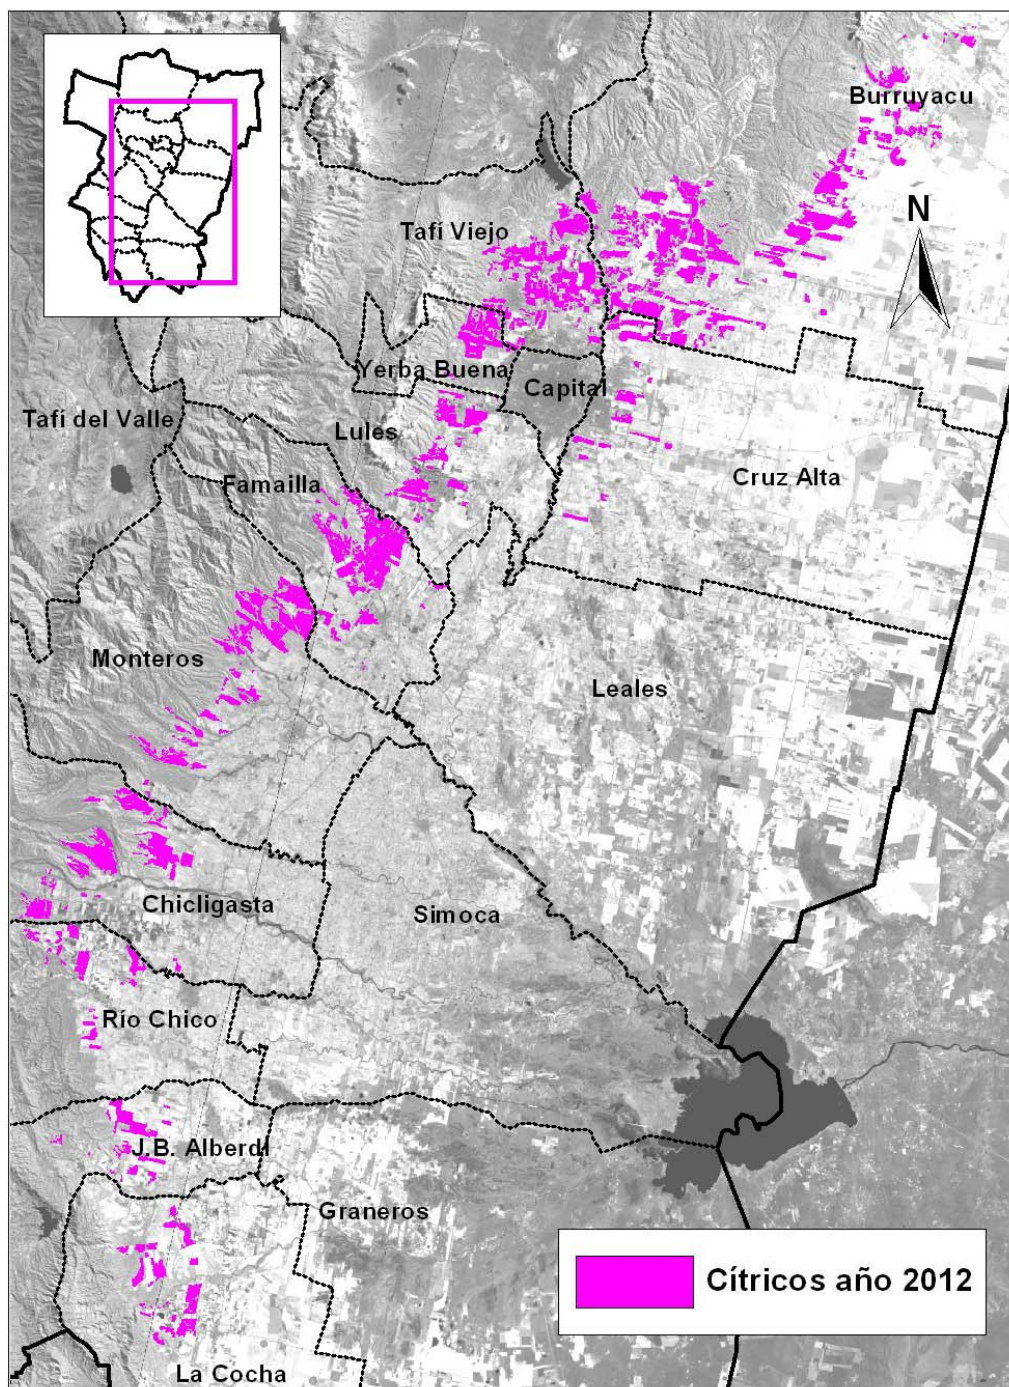 Burruyacu
N
Tafí Viejo
Yerba Buena
Capital
Tafí del Valle
Lules
Cruz Alta
Famailla
Monteros
Leales
Chicligasta
Simoca
Río Chico
J.B. Alberdi
Graneros
Cítricos año 2012
La Cocha